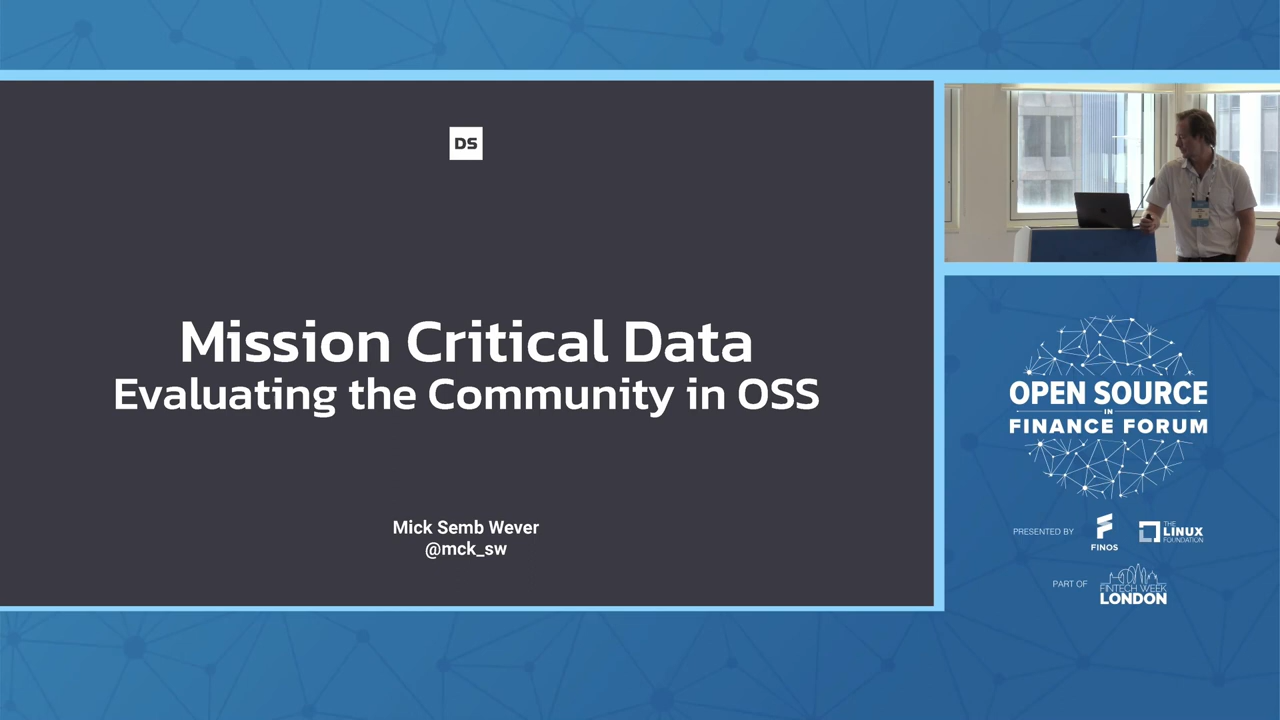 DS
Mission Critical Data
Evaluating the Community in OSS
Mick Semb Wever
@mck_sw
OPEN SOURCE
IN
FINANCE FORUM
PRESENTED BY
FINOS
THE
LINUX
FOUNDATION
PART OF
FINTECH WEEK
LONDON